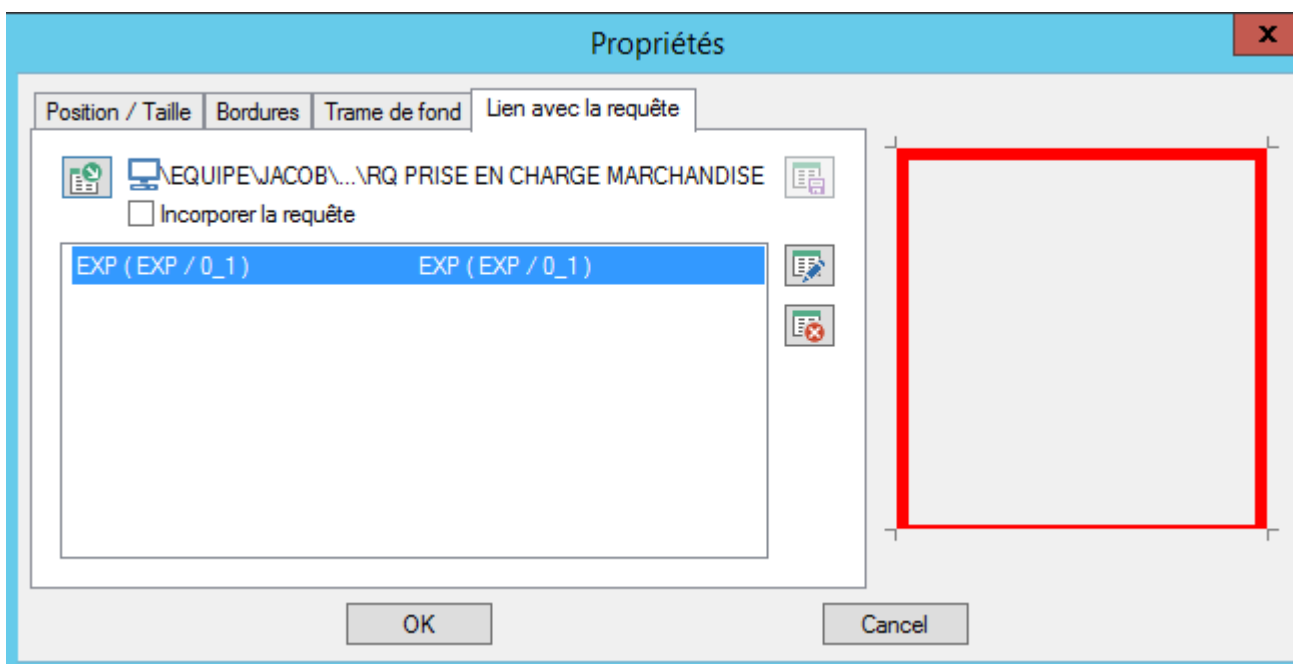 Propriétés
x
Position / Taille Bordures Trame de fond Lien avec la requête
\EQUIPE\JACOB\...\RQ PRISE EN CHARGE MARCHANDISE
Incorporer la requête
EXP ( EXP / 0_1 ) EXP ( EXP / 0_1 )
OK Cancel